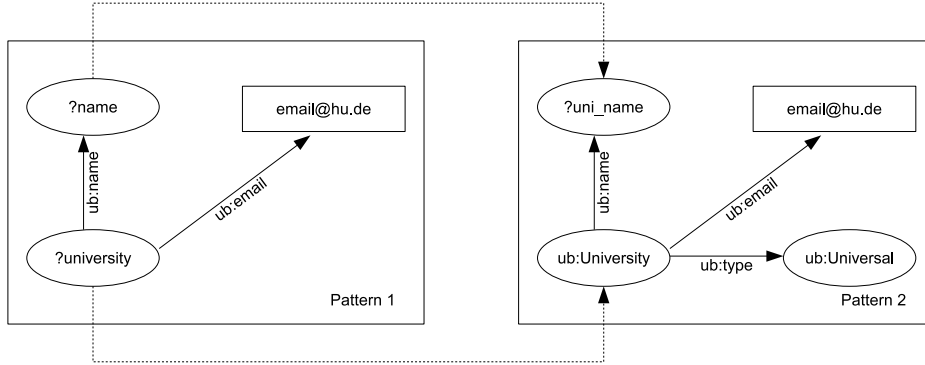 ?name
email@hu.de
ub:name
ub:email
?university
Pattern 1
?uni_name
email@hu.de
ub:name
ub:email
ub:University
ub:type
ub:Universal
Pattern 2